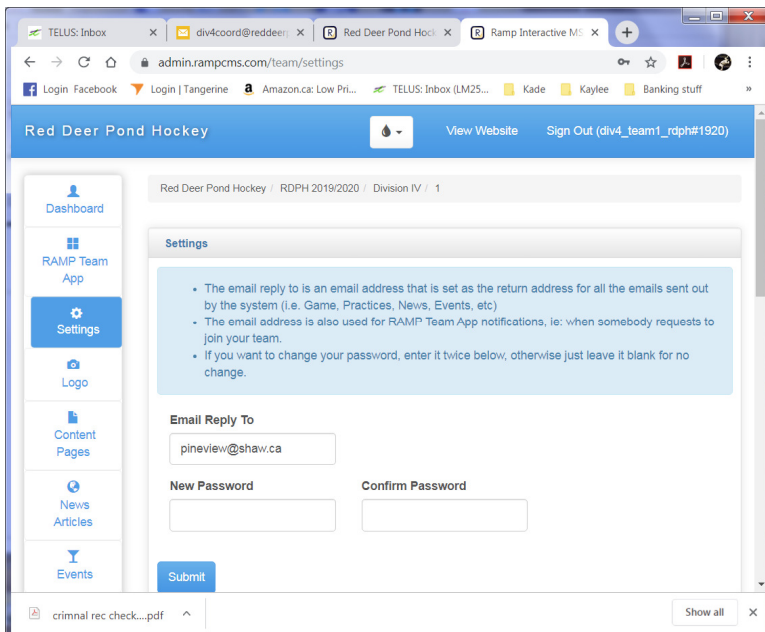 TELUS: Inbox
div4coord@reddeer
Red Deer Pond Hock
Ramp Interactive MS
admin.rampcms.com/team/settings
Login Facebook
Login | Tangerine
Amazon.ca: Low Pri...
TELUS: Inbox (LM25...
Kade
Kaylee
Banking stuff
»
Red Deer Pond Hockey
View Website
Sign Out (div4_team1_rdph#1920)
Dashboard
RAMP Team
App
Settings
Logo
Content
Pages
News
Articles
Events
Red Deer Pond Hockey / RDPH 2019/2020 / Division IV / 1
Settings
• The email reply to is an email address that is set as the return address for all the emails sent out
by the system (i.e. Game, Practices, News, Events, etc)
• The email address is also used for RAMP Team App notifications, ie: when somebody requests to
join your team.
• If you want to change your password, enter it twice below, otherwise just leave it blank for no
change.
Email Reply To
pineview@shaw.ca
New Password
Confirm Password
Submit
crimnal rec check....pdf
Show all